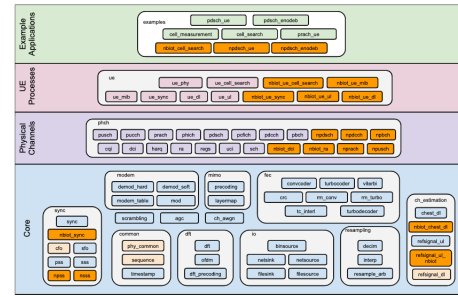 Example Applications
examples
pdsch_ue pdsch_enodeb
cell_measurement cell_search prach_ue
nbiot_cell_search npdsch_ue npdsch_enodeb
UE Processes
ue
ue_phy ue_cell_search nbiot_ue_cell_search nbiot_ue_mib
ue_mib ue_sync ue_dl ue_ul nbiot_ue_sync nbiot_ue_ul nbiot_ue_dl
Physical Channels
phch
pusch pucch prach phich pdsch pcfich pdcch pbch npdsch npdcch npbch
cqi dci harq ra regs uci sch nbiot_dci nbiot_ra nprach npusch
Core
modem
demod_hard demod_soft
modem_table mod
mimo
precoding
layermap
fec
convcoder turbocoder viterbi
crc rm_conv rm_turbo
tc_interl turbodecoder
scrambling agc ch_awgn
sync
sync
nbiot_sync
cfo sfo
pss sss
npss nsss
common
phy_common
sequence
timestamp
dft
dft
ofdm
dft_precoding
io
binsource
netsink netsource
filesink filesource
resampling
decim
interp
resample_arb
ch_estimation
chest_dl
nbiot_chest_dl
refsignal_ul
refsignal_ul_nbiot
refsignal_dl